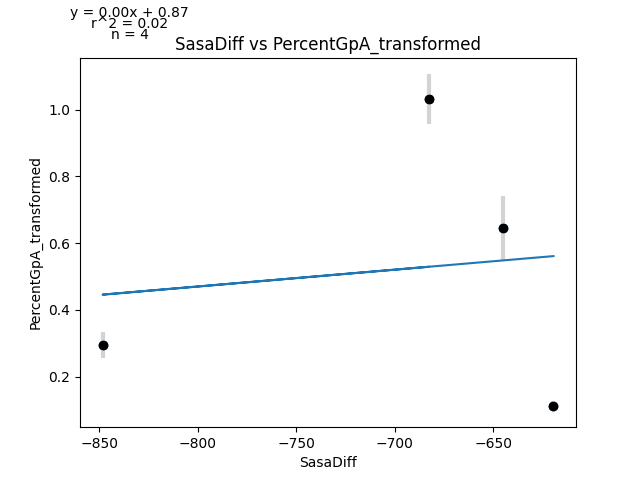 y = 0.00x + 0.87
r^2 = 0.02
n = 4
SasaDiff vs PercentGpA_transformed
PercentGpA_transformed
1.0
0.8
0.6
0.4
0.2
−850
−800
−750
−700
−650
SasaDiff